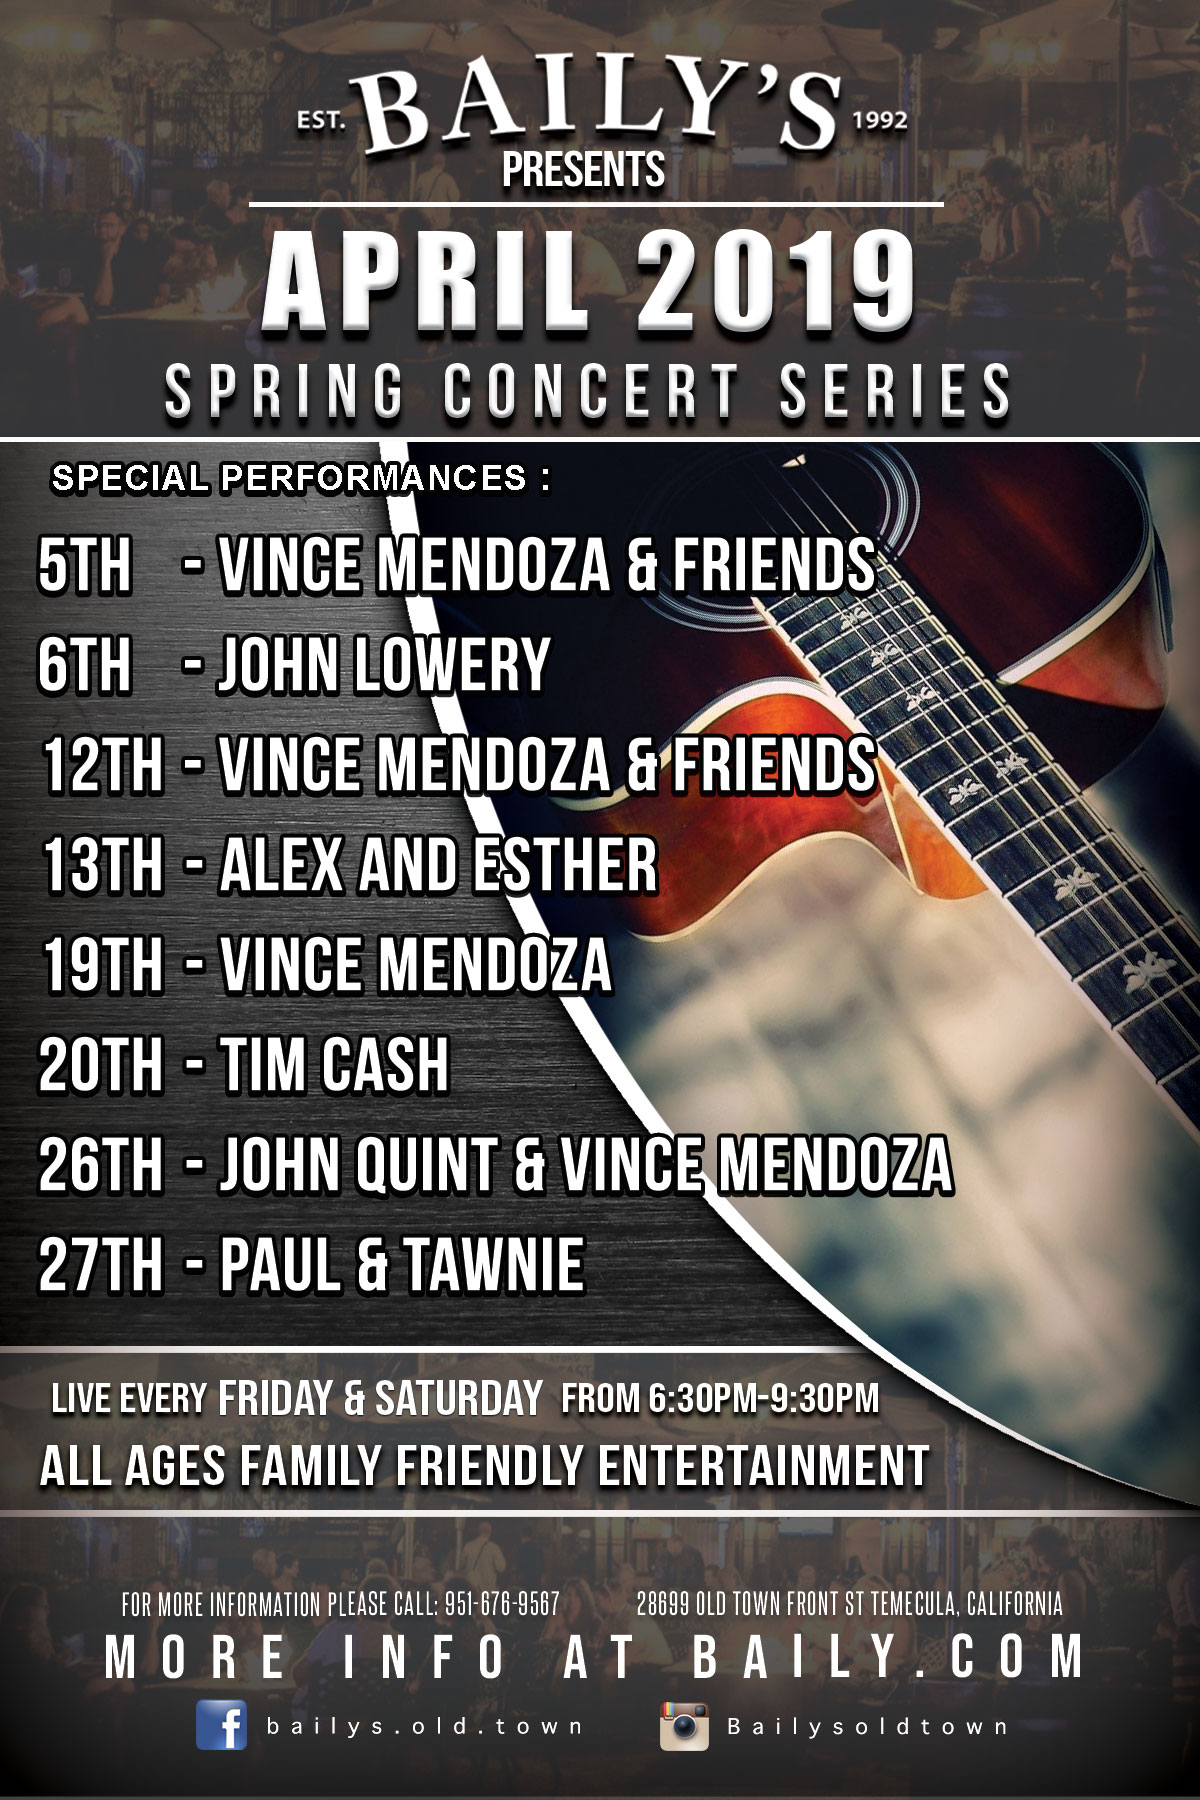 EST. BAILY'S 1992
PRESENTS
APRIL 2019
SPRING CONCERT SERIES
SPECIAL PERFORMANCES :
5TH - VINCE MENDOZA & FRIENDS
6TH - JOHN LOWERY
12TH - VINCE MENDOZA & FRIENDS
13TH - ALEX AND ESTHER
19TH - VINCE MENDOZA
20TH - TIM CASH
26TH - JOHN QUINT & VINCE MENDOZA
27TH - PAUL & TAWNIE
LIVE EVERY FRIDAY & SATURDAY FROM 6:30PM-9:30PM
ALL AGES FAMILY FRIENDLY ENTERTAINMENT
FOR MORE INFORMATION PLEASE CALL: 951-676-9567
28699 OLD TOWN FRONT ST TEMECULA, CALIFORNIA
MORE INFO AT BAILY.COM
f bailys.old.town
Bailysoldtown